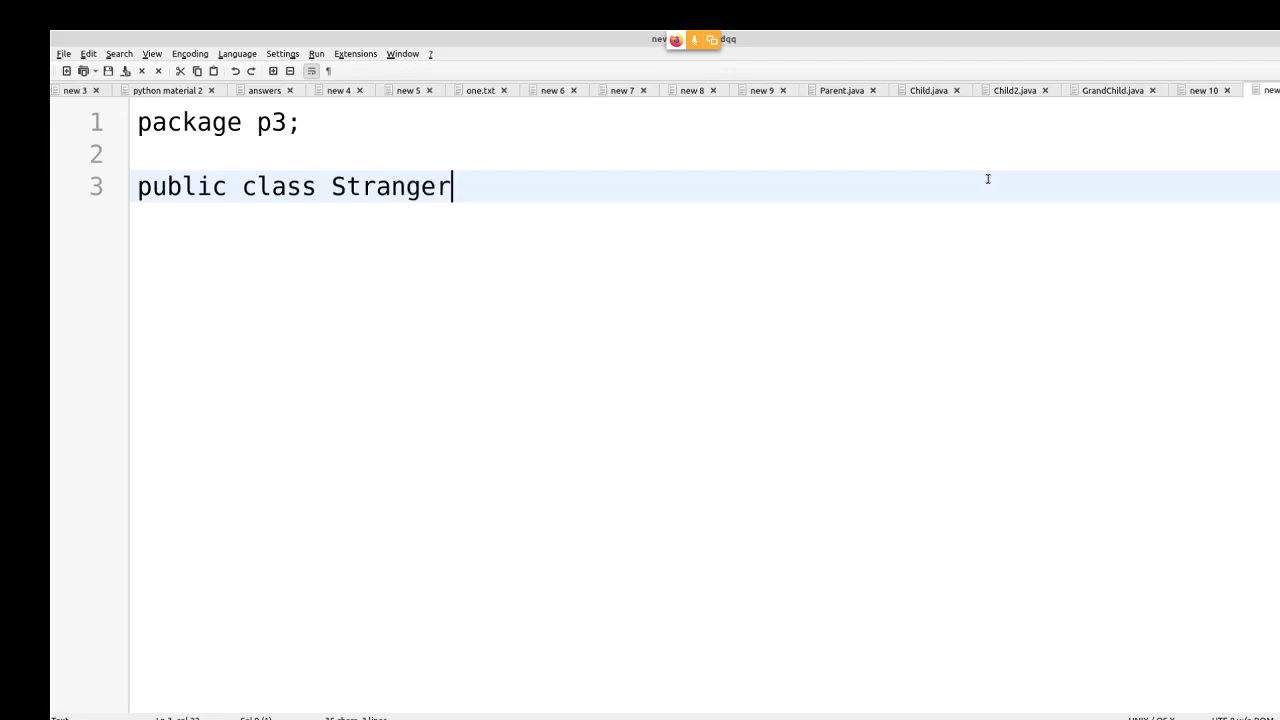 dqq
File Edit Search View Encoding Language Settings Run Extensions Window ?
new 3 python material 2 answers new 4 new 5 one.txt new 6 new 7 new 8 new 9 Parent.java Child.java Child2.java GrandChild.java new 10 new
1 package p3;
2
3 public class Stranger